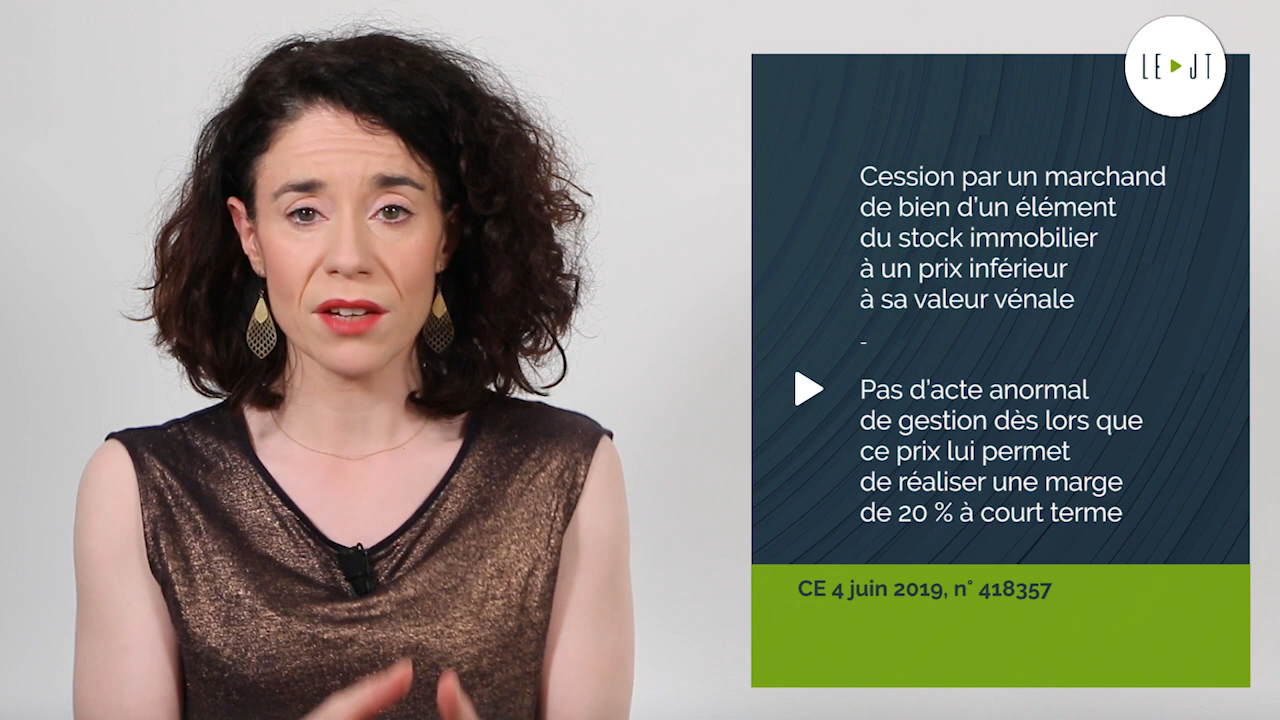 LE JT
Cession par un marchand
de bien d’un élément
du stock immobilier
à un prix inférieur
à sa valeur vénale
-
Pas d’acte anormal
de gestion dès lors que
ce prix lui permet
de réaliser une marge
de 20 % à court terme
CE 4 juin 2019, n° 418357